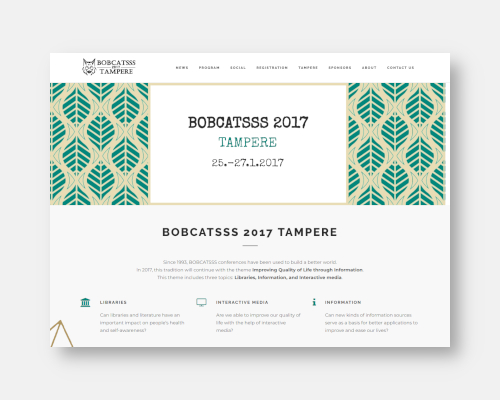 BOBCATSSS
2017
TAMPERE
NEWS PROGRAM SOCIAL REGISTRATION TAMPERE SPONSORS ABOUT CONTACT US
BOBCATSSS 2017
TAMPERE
25.-27.1.2017
BOBCATSSS 2017 TAMPERE
Since 1993, BOBCATSSS conferences have been used to build a better world.
In 2017, this tradition will continue with the theme Improving Quality of Life through Information.
This theme includes three topics: Libraries, Information, and Interactive media
LIBRARIES
Can libraries and literature have an
important impact on people's health
and self-awareness?
INTERACTIVE MEDIA
Are we able to improve our quality of
life with the help of interactive
media?
INFORMATION
Can new kinds of information sources
serve as a basis for better applications to
improve and ease our lives?